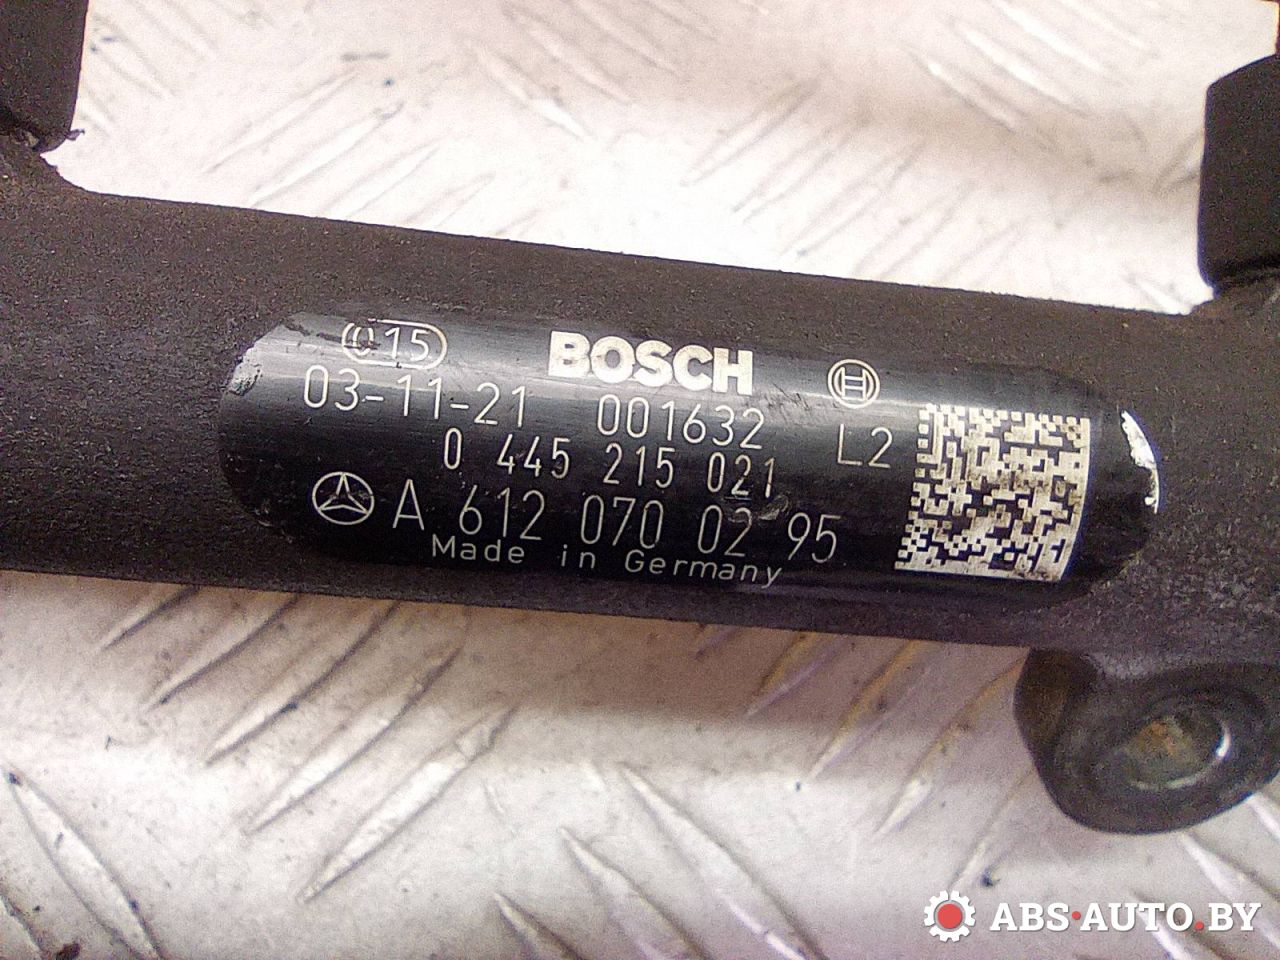 015 BOSCH
03-11-21 001632 L2
0 445 215 021
A 612 070 02 95
Made in Germany
ABS·AUTO.BY